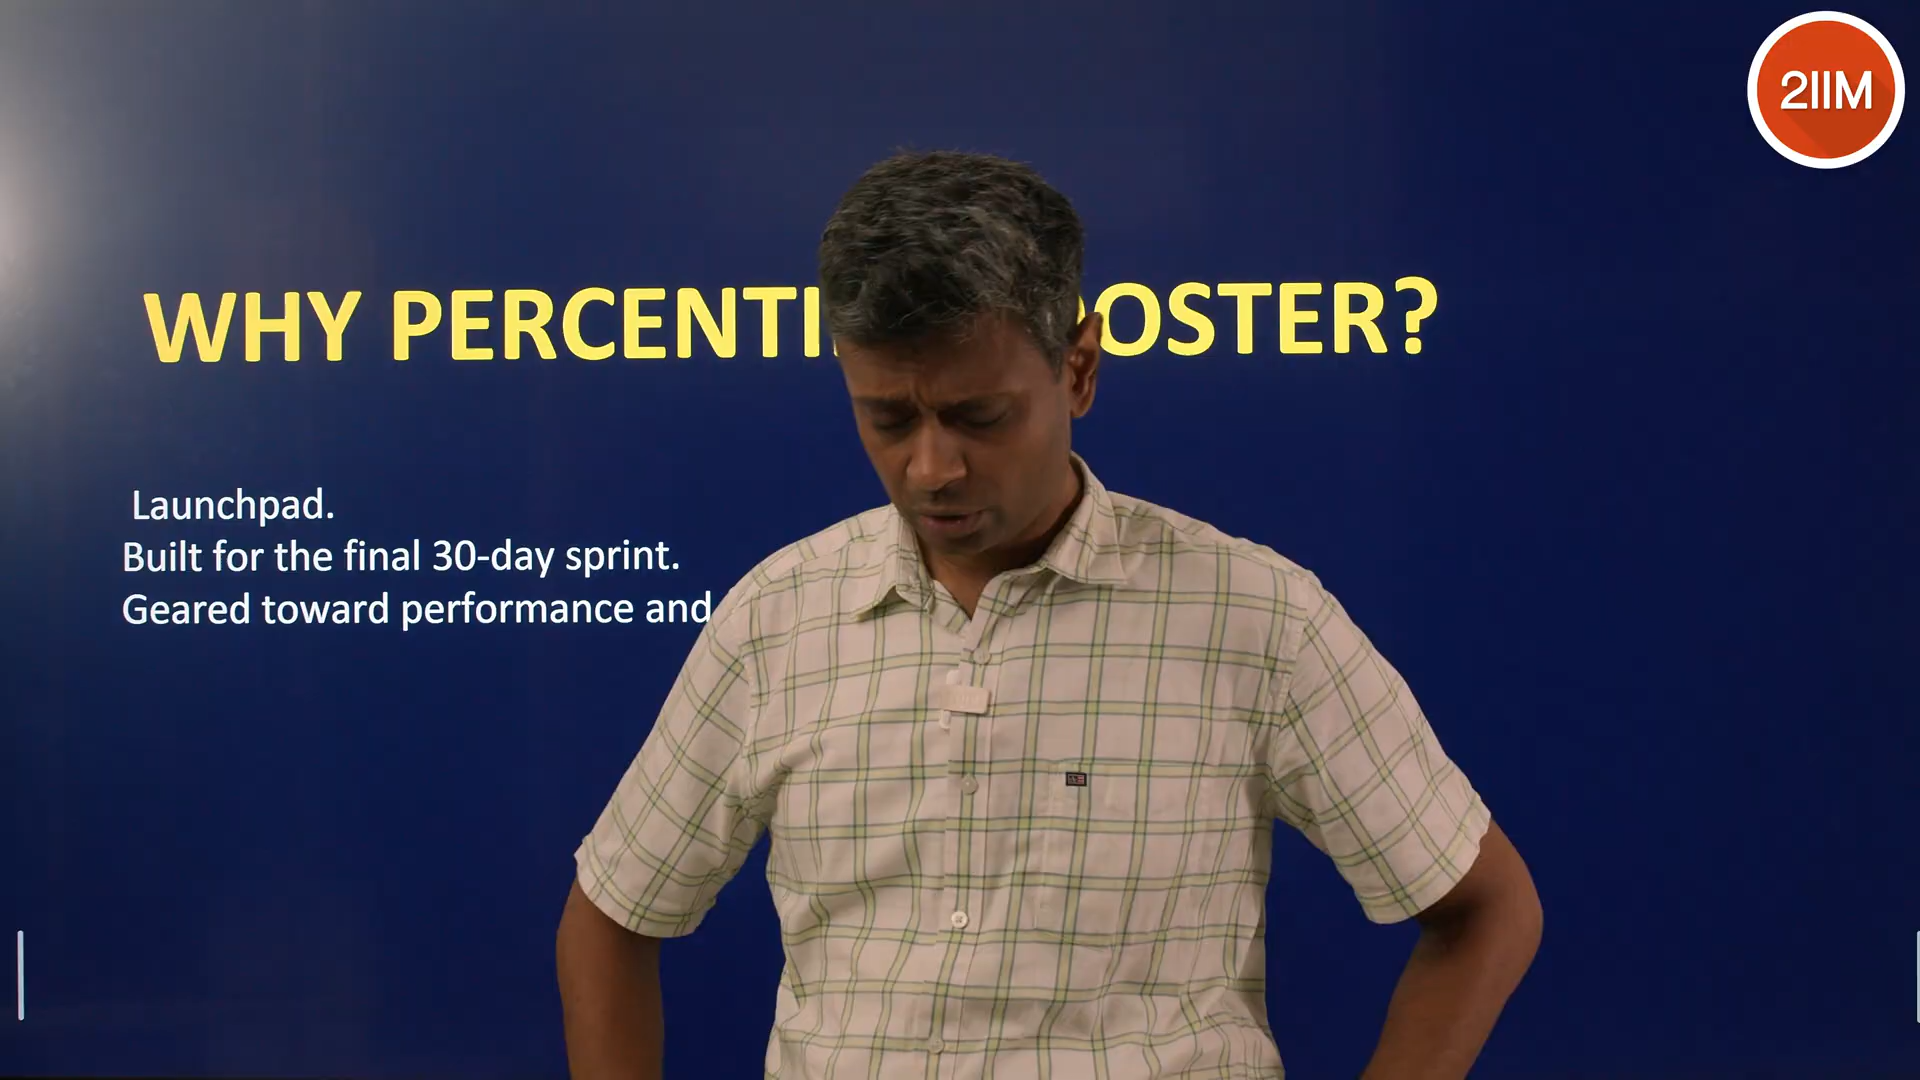 2IIM
WHY PERCENTI OSTER?
Launchpad.
Built for the final 30-day sprint.
Geared toward performance and